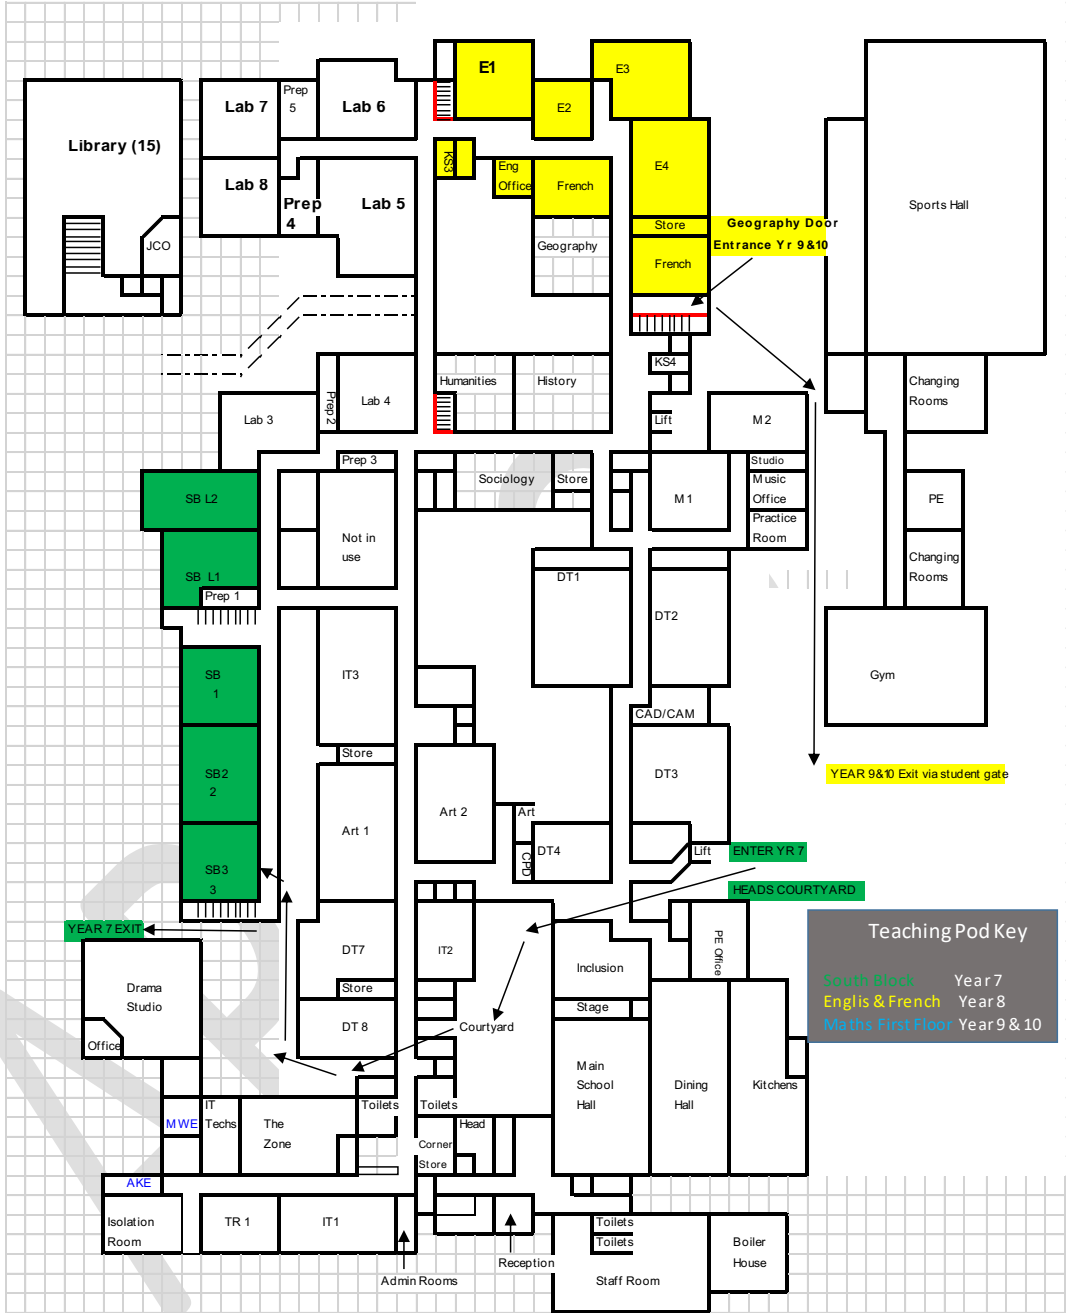 E1
E3
Prep
5
Lab 7
Lab 6
E2
Library (15)
KS3
Eng
Office
French
E4
Lab 8
Prep
4
Lab 5
Sports Hall
Store
Geography Door
Entrance Yr 9&10
JCO
Geography
French
KS4
Humanities
History
Changing
Rooms
Prep 2
Lab 4
Lab 3
Lift
M2
Prep 3
Studio
SB L2
Sociology
Store
M1
Music
Office
PE
Practice
Room
Not in
use
SB L1
DT1
Changing
Rooms
Prep 1
DT2
SB
1
IT3
Gym
CAD/CAM
Store
SB2
2
DT3
YEAR 9&10 Exit via student gate
Art 2
Art
Art 1
DT4
CPD
Lift
ENTER YR 7
SB3
3
HEADS COURTYARD
YEAR 7 EXIT
DT7
IT2
PE Office
Teaching Pod Key
Inclusion
South Block Year 7
Englis & French Year 8
Maths First Floor Year 9 & 10
Drama
Studio
Store
Stage
DT 8
Courtyard
Office
Main
School
Hall
Dining
Hall
Kitchens
IT
Techs
Toilets
Toilets
MWE
The
Zone
Head
Corner
Store
AKE
Isolation
Room
TR 1
IT1
Toilets
Toilets
Boiler
House
Reception
Admin Rooms
Staff Room